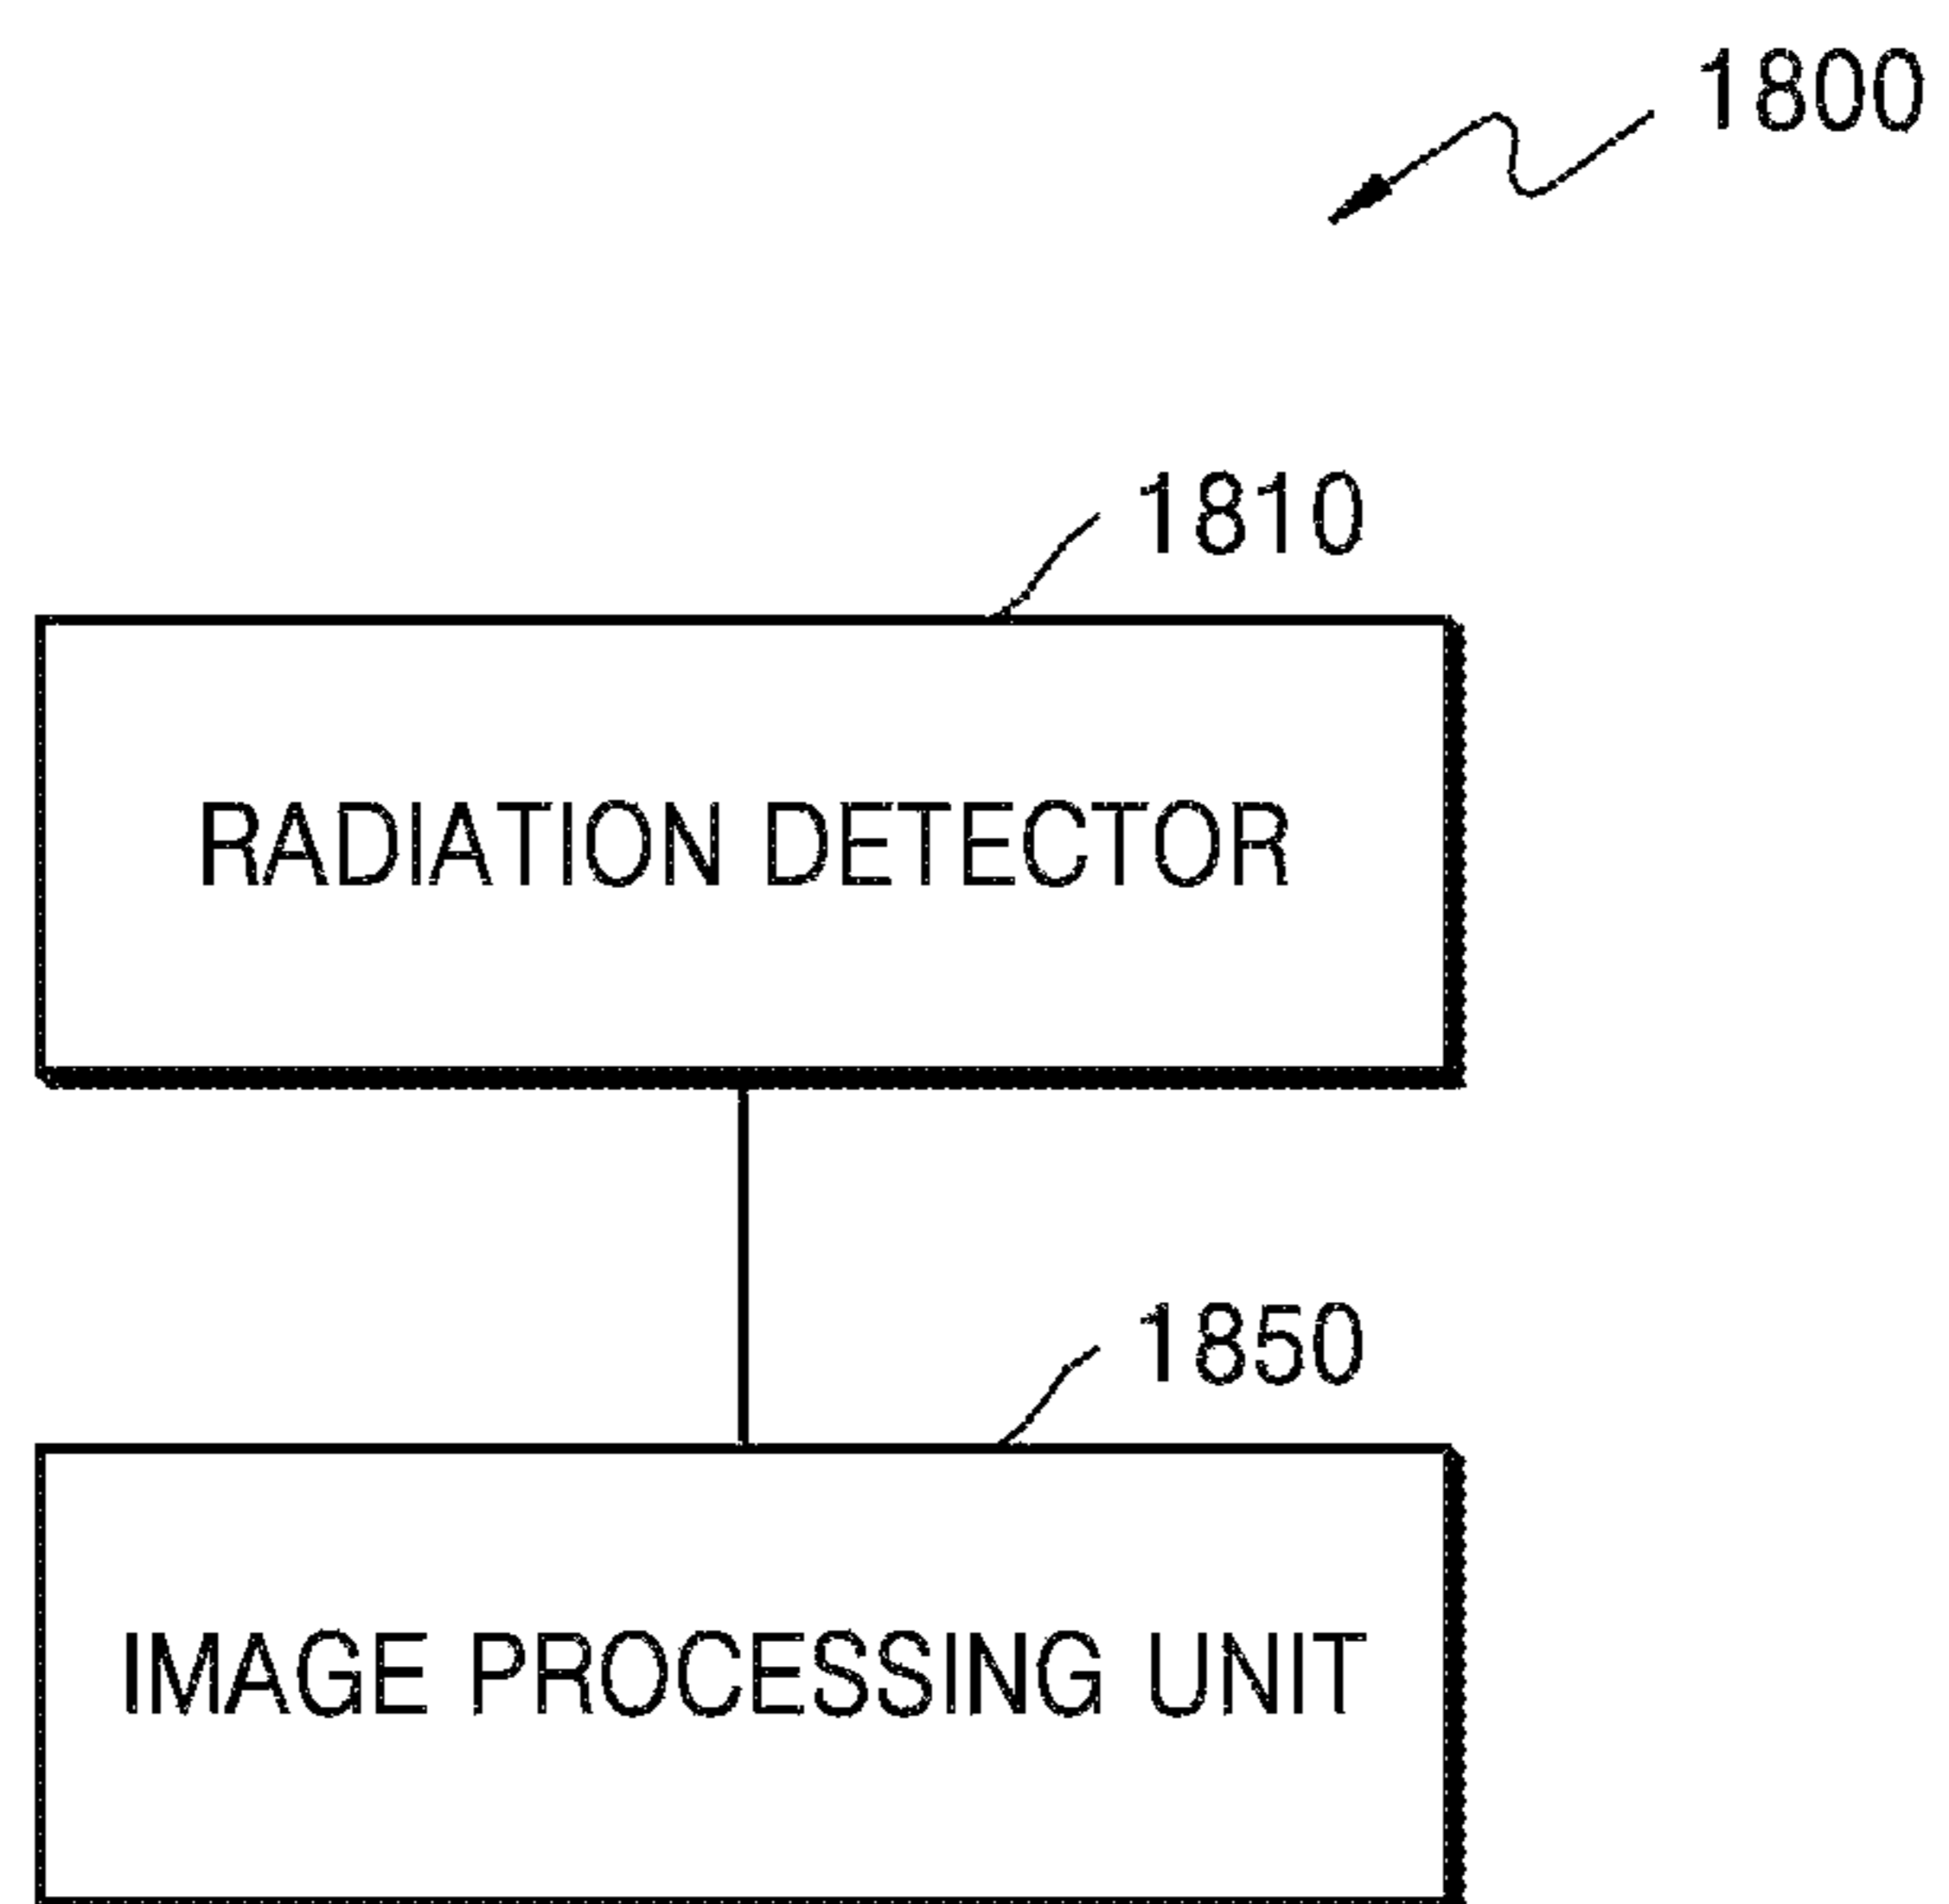 1800
1810
RADIATION DETECTOR
1850
IMAGE PROCESSING UNIT